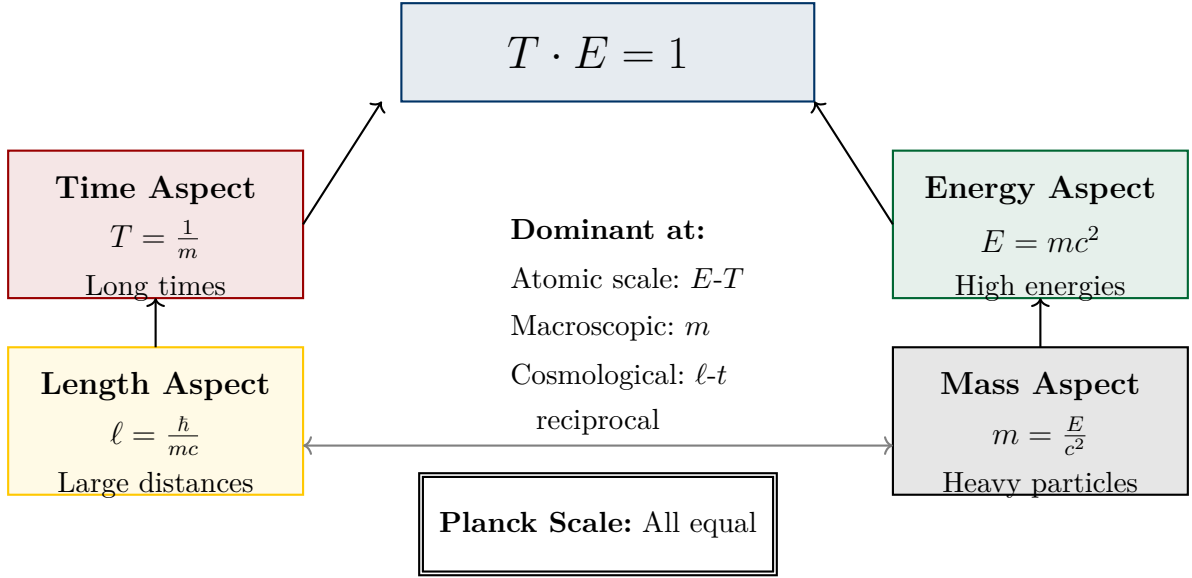 T · E = 1
Time Aspect
T = 1/m
Long times
Energy Aspect
E = mc²
High energies
Dominant at:
Atomic scale: E-T
Macroscopic: m
Cosmological: ℓ-t
reciprocal
Length Aspect
ℓ = ħ/mc
Large distances
Mass Aspect
m = E/c²
Heavy particles
Planck Scale: All equal